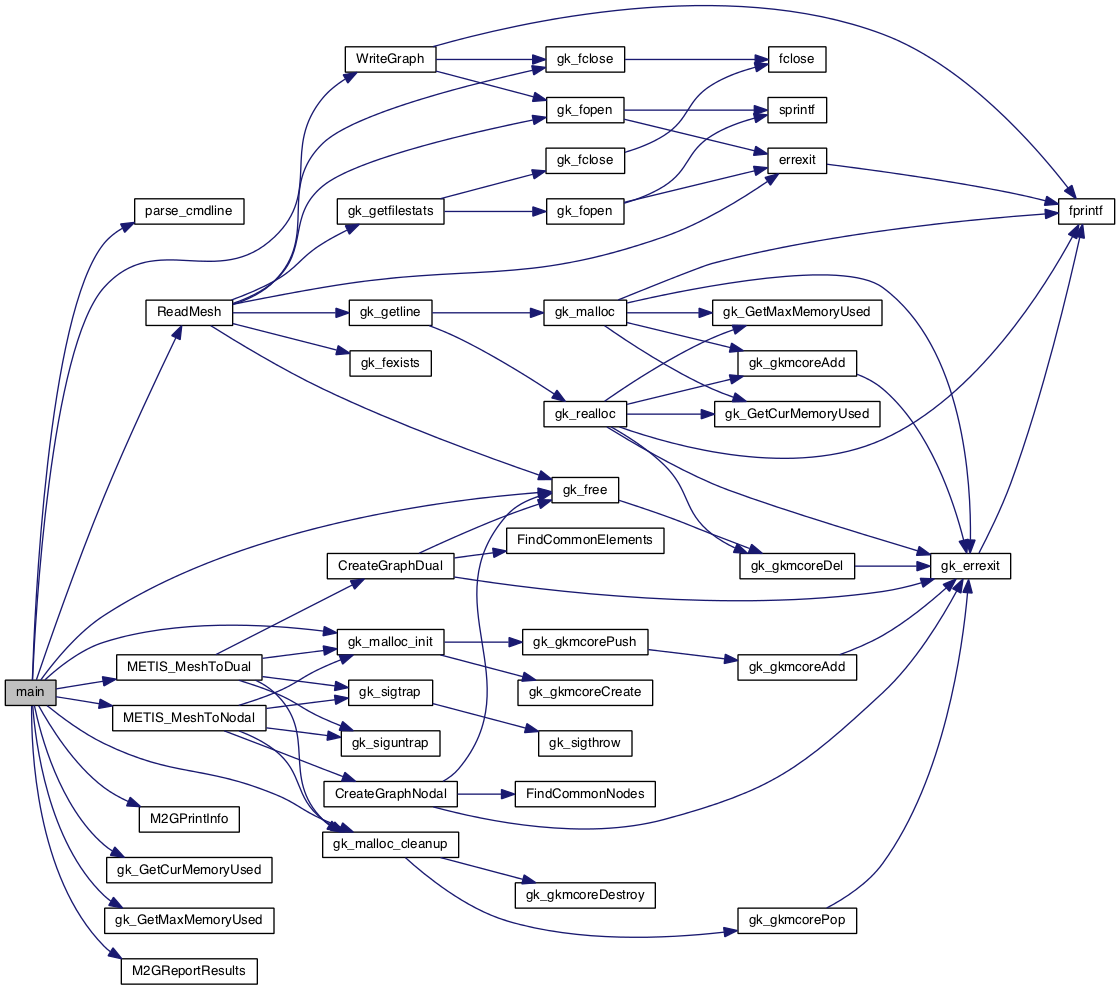 WriteGraph
gk_fclose
fclose
gk_fopen
sprintf
gk_fclose
errexit
parse_cmdline
gk_getfilestats
gk_fopen
fprintf
ReadMesh
gk_getline
gk_malloc
gk_GetMaxMemoryUsed
gk_fexists
gk_gkmcoreAdd
gk_realloc
gk_GetCurMemoryUsed
gk_free
FindCommonElements
CreateGraphDual
gk_gkmcoreDel
gk_errexit
gk_malloc_init
gk_gkmcorePush
METIS_MeshToDual
gk_gkmcoreAdd
main
gk_sigtrap
gk_gkmcoreCreate
METIS_MeshToNodal
gk_siguntrap
gk_sigthrow
CreateGraphNodal
FindCommonNodes
M2GPrintInfo
gk_malloc_cleanup
gk_GetCurMemoryUsed
gk_gkmcoreDestroy
gk_GetMaxMemoryUsed
gk_gkmcorePop
M2GReportResults